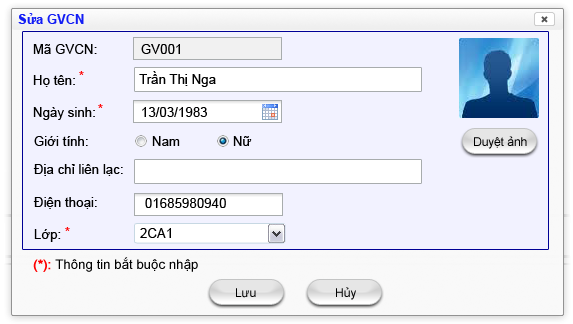 Sửa GVCN
Mã GVCN: GV001
Họ tên: * Trần Thị Nga
Ngày sinh: * 13/03/1983
Giới tính: Nam Nữ
Duyệt ảnh
Địa chỉ liên lạc:
Điện thoại: 01685980940
Lớp: * 2CA1
(*): Thông tin bắt buộc nhập
Lưu Hủy